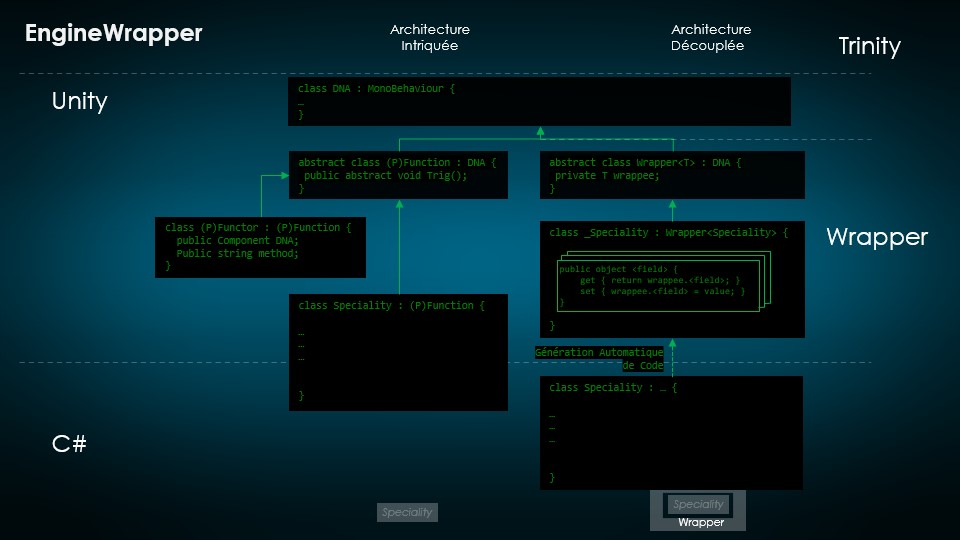 EngineWrapper
Architecture
Intriquée
Architecture
Découplée
Trinity
Unity
class DNA : MonoBehaviour {
…
}
abstract class (P)Function : DNA {
public abstract void Trig();
}
abstract class Wrapper<T> : DNA {
private T wrappee;
}
class (P)Functor : (P)Function {
public Component DNA;
Public string method;
}
class _Speciality : Wrapper<Speciality> {
public object <field> {
get { return wrappee.<field>; }
set { wrappee.<field> = value; }
}
}
Wrapper
class Speciality : (P)Function {
…
…
…
}
Génération Automatique
de Code
class Speciality : … {
…
…
…
}
C#
Speciality
Speciality
Wrapper